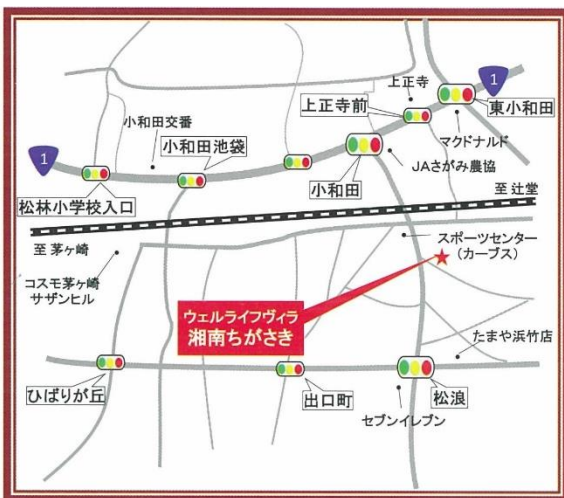 1
上正寺
上正寺前
東小和田
小和田交番
小和田池袋
マクドナルド
1
小和田
JAさがみ農協
松林小学校入口
至 辻堂
至 茅ヶ崎
スポーツセンター
(カーブス)
コスモ茅ヶ崎
サザンヒル
ウェルライフヴィラ
湘南ちがさき
たまや浜竹店
ひばりが丘
出口町
松浪
セブンイレブン